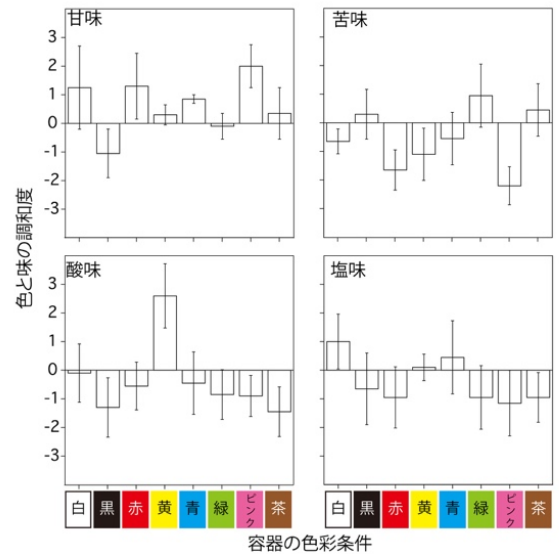 甘味
苦味
3
2
1
0
-1
-2
-3
色と味の調和度
酸味
塩味
3
2
1
0
-1
-2
-3
白 黒 赤 黄 青 緑 ピンク 茶
白 黒 赤 黄 青 緑 ピンク 茶
容器の色彩条件